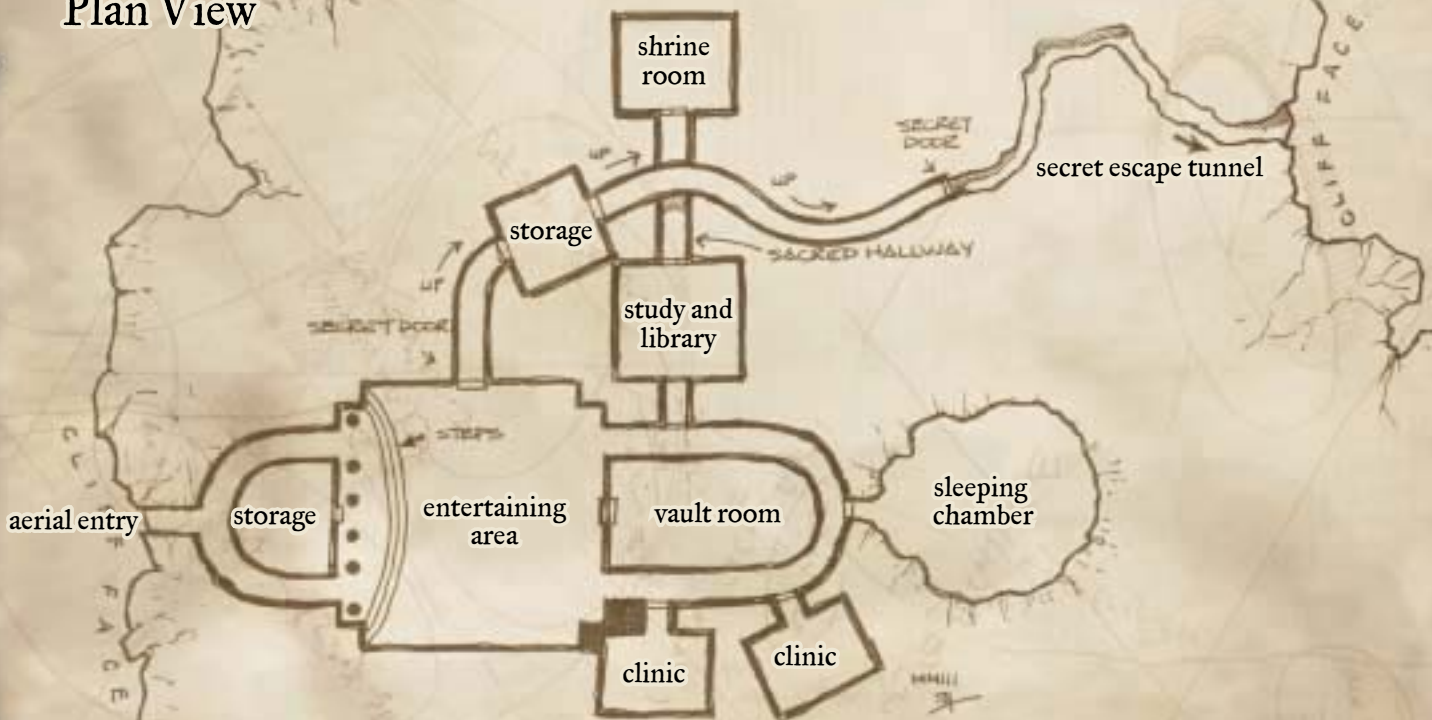 Plan View
shrine
room
UP
SECRET
DOOR
secret escape tunnel
CLIFF FACE
UP
storage
SACRED HALLWAY
UP
study and
library
SECRET DOOR
STEPS
CLIFF FACE
aerial entry
storage
entertaining
area
vault room
sleeping
chamber
clinic
clinic
MMIII